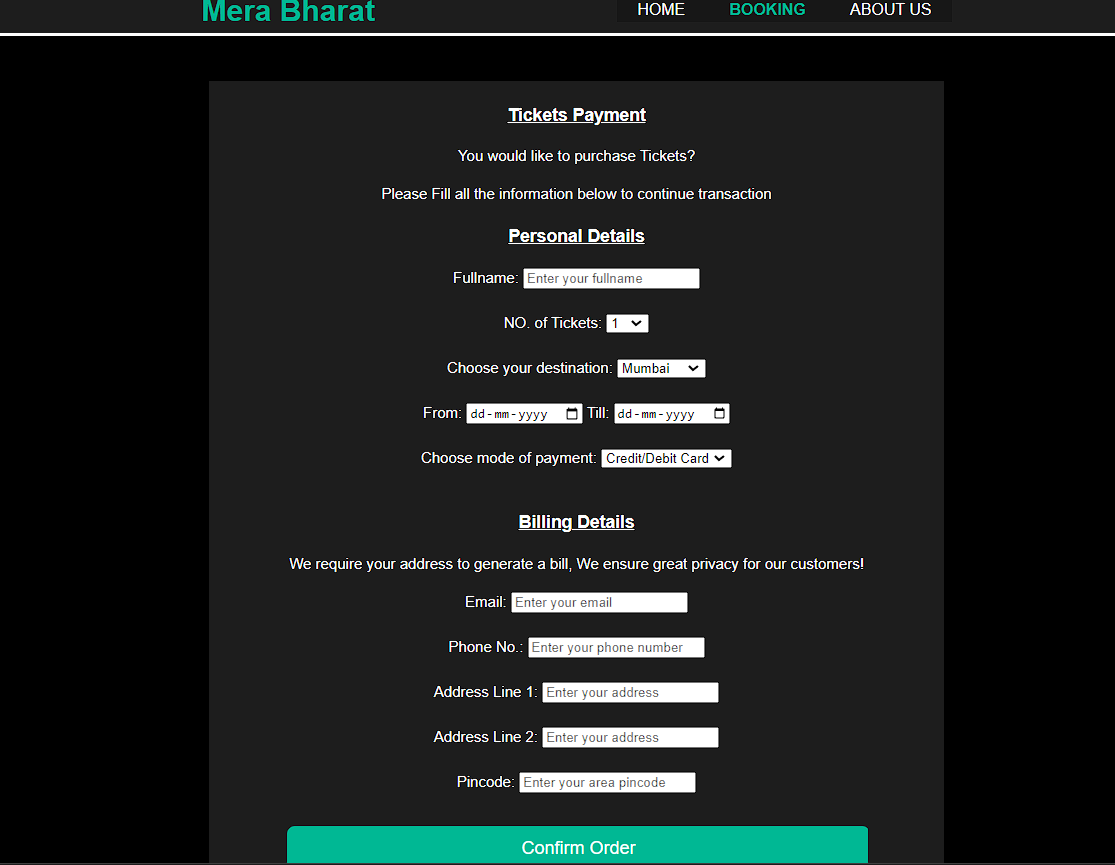 Mera Bharat HOME BOOKING ABOUT US
Tickets Payment
You would like to purchase Tickets?
Please Fill all the information below to continue transaction
Personal Details
Fullname: Enter your fullname
NO. of Tickets: 1
Choose your destination: Mumbai
From: dd-mm-yyyy Till: dd-mm-yyyy
Choose mode of payment: Credit/Debit Card
Billing Details
We require your address to generate a bill, We ensure great privacy for our customers!
Email: Enter your email
Phone No.: Enter your phone number
Address Line 1: Enter your address
Address Line 2: Enter your address
Pincode: Enter your area pincode
Confirm Order